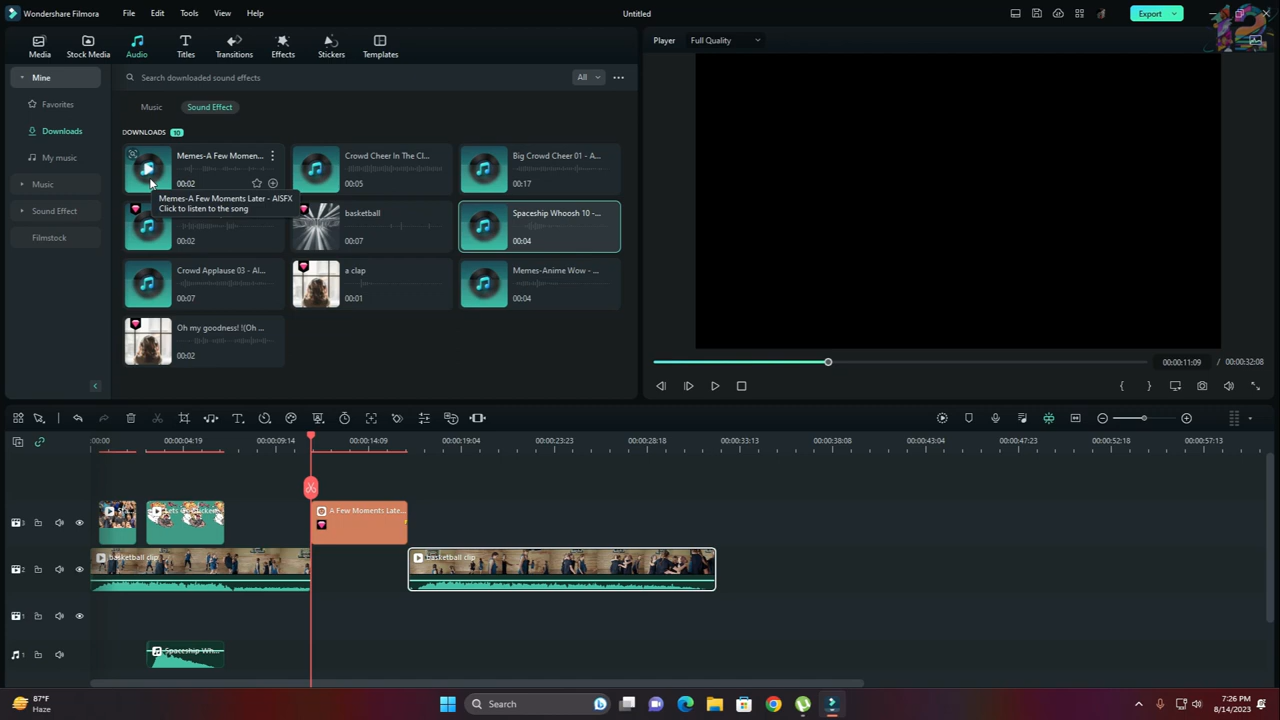 Wondershare Filmora File Edit Tools View Help Untitled Export
Media Stock Media Audio Titles Transitions Effects Stickers Templates
Player Full Quality
Mine
Favorites
Downloads
My music
Music
Sound Effect
Filmstock
Search downloaded sound effects All
Music Sound Effect
DOWNLOADS 10
Memes-A Few Momen...
00:02
Crowd Cheer In The Cl...
00:05
Big Crowd Cheer 01 - A...
00:17
Memes-A Few Moments Later - AISFX
Click to listen to the song
00:02
basketball
00:07
Spaceship Whoosh 10 -...
00:04
Crowd Applause 03 - AI...
00:07
a clap
00:01
Memes-Anime Wow - ...
00:04
Oh my goodness! !(Oh ...
00:02
00:00:11:09 / 00:00:32:08
:00:00 00:00:04:19 00:00:09:14 00:00:14:09 00:00:19:04 00:00:23:23 00:00:28:18 00:00:33:13 00:00:38:08 00:00:43:04 00:00:47:23 00:00:52:18 00:00:57:13
3
A Few Moments Late...
2
basketball clip
basketball clip
1
1
Spaceship Wh...
87°F
Haze
Search
7:26 PM
8/14/2023